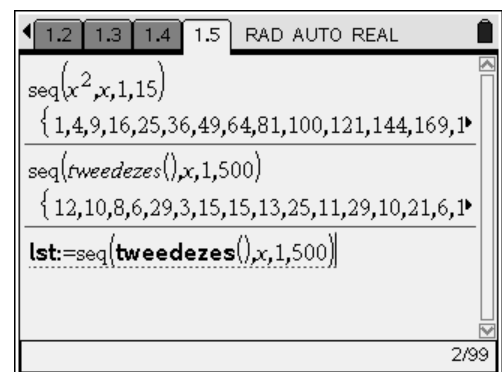 1.2 1.3 1.4 1.5 RAD AUTO REAL
seq(x²,x,1,15)
{1,4,9,16,25,36,49,64,81,100,121,144,169,1▸
seq(tweedezes(),x,1,500)
{12,10,8,6,29,3,15,15,13,25,11,29,10,21,6,1▸
lst:=seq(tweedezes(),x,1,500)
2/99